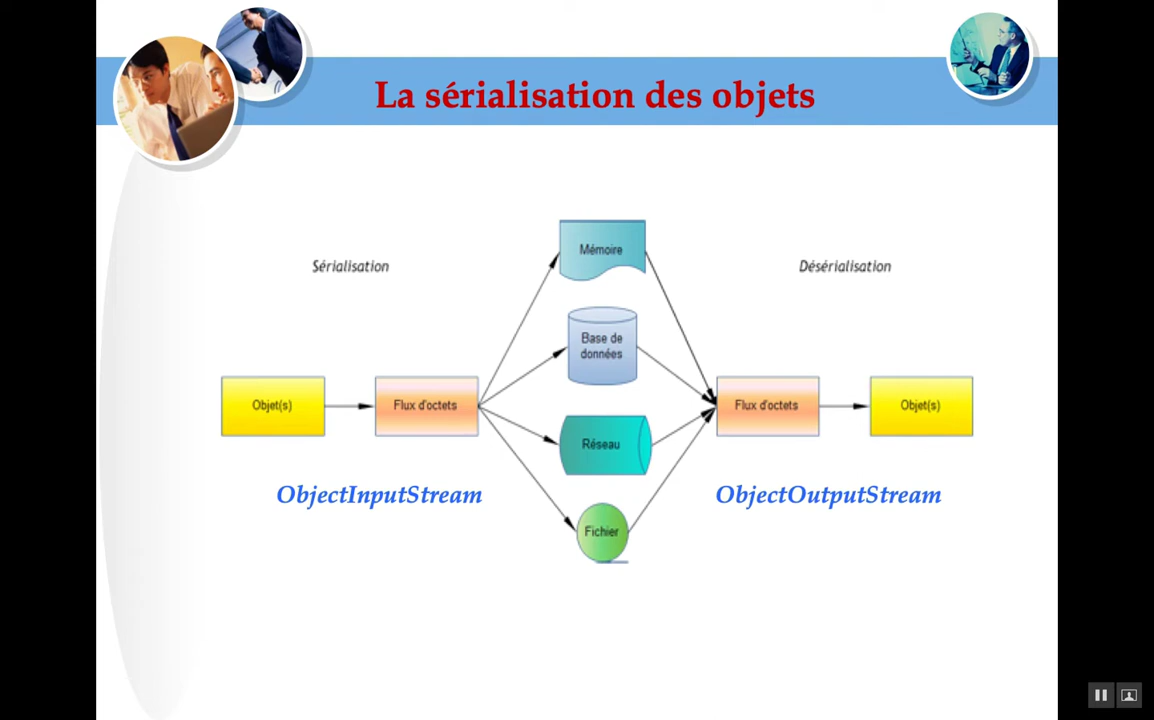 La sérialisation des objets
Mémoire
Sérialisation
Désérialisation
Base de
données
Objet(s)
Flux d'octets
Flux d'octets
Objet(s)
Réseau
ObjectInputStream
ObjectOutputStream
Fichier